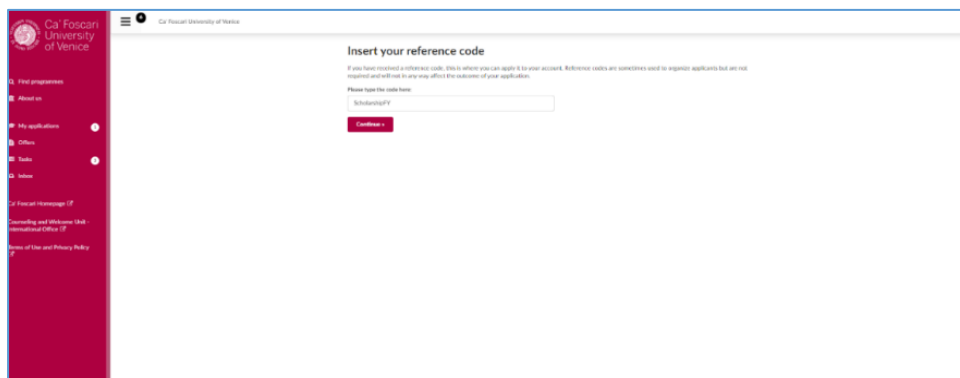 Ca' Foscari
University
of Venice
Find programmes
About us
My applications
Offers
Tasks
Inbox
Ca' Foscari Homepage
Counseling and Welcome Unit -
International Office
Terms of Use and Privacy Policy
Ca' Foscari University of Venice
Insert your reference code
If you have received a reference code, this is where you can apply it to your account. Reference codes are sometimes used to organize applicants but are not
required and will not in any way affect the outcome of your application.
Please type the code here:
ScholarshipFV
Continue »